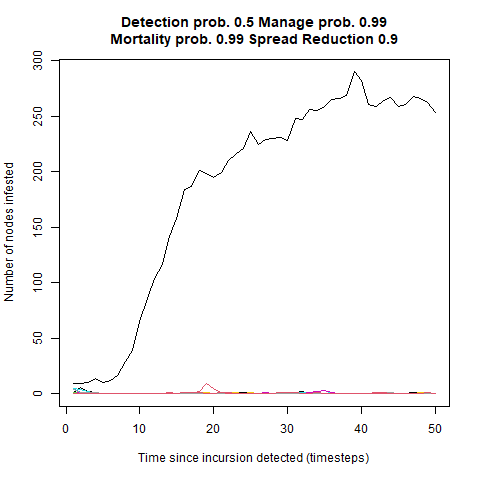 Detection prob. 0.5 Manage prob. 0.99
Mortality prob. 0.99 Spread Reduction 0.9
Number of nodes infested
300
250
200
150
100
50
0
0 10 20 30 40 50
Time since incursion detected (timesteps)